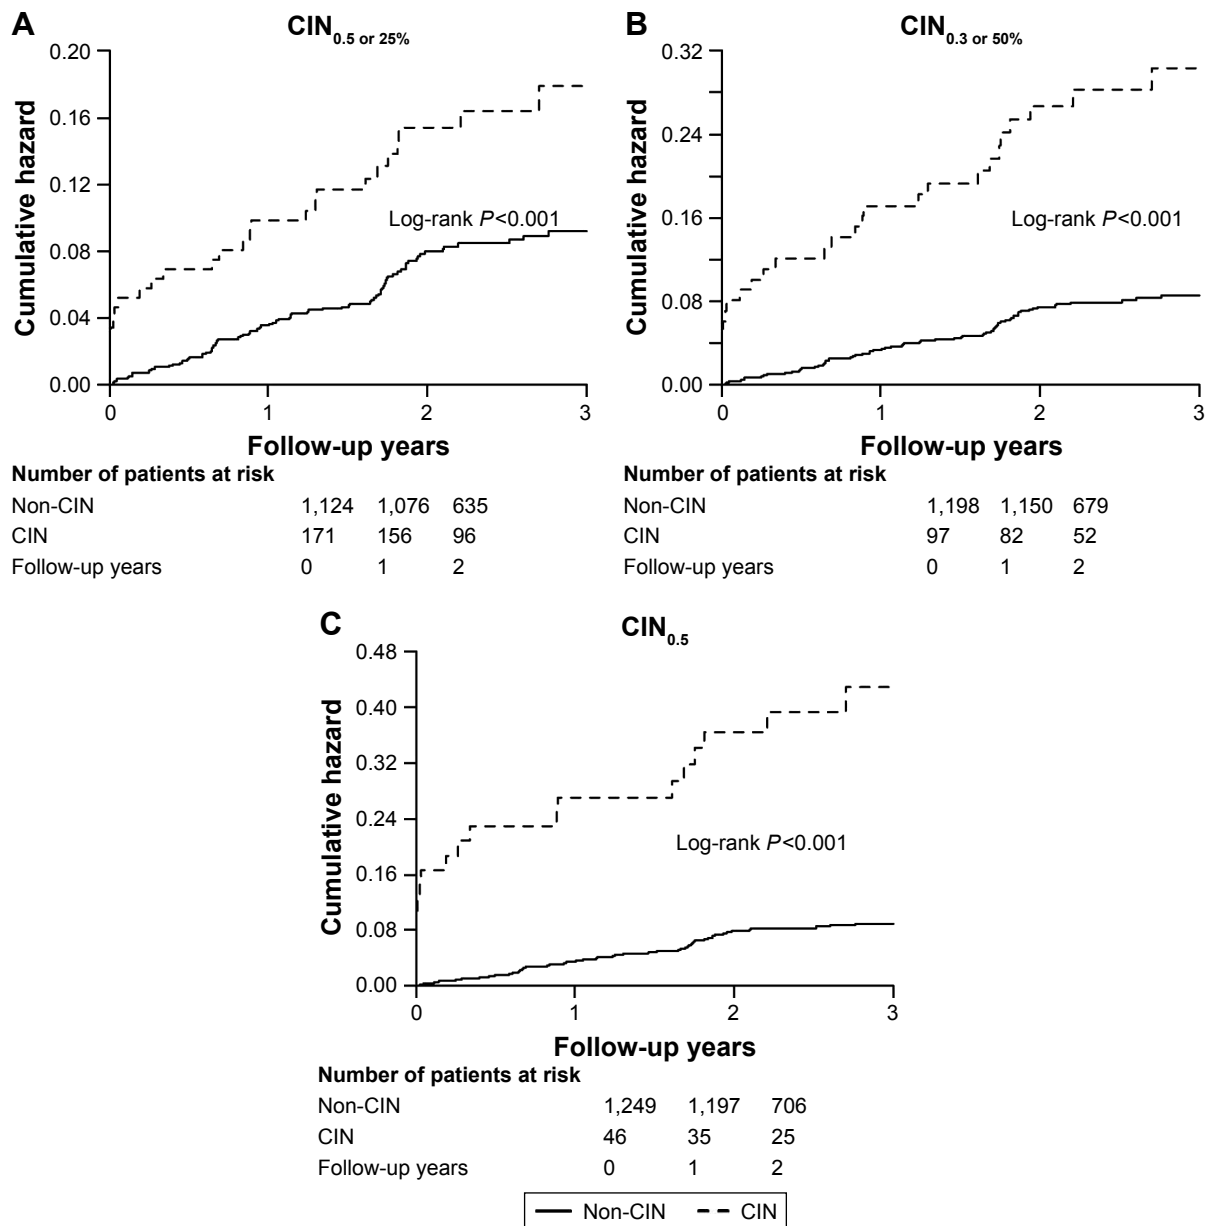 A
CIN0.5 or 25%
Cumulative hazard
0.20
0.16
0.12
0.08
0.04
0.00
Log-rank P<0.001
0 1 2 3
Follow-up years
Number of patients at risk
Non-CIN 1,124 1,076 635
CIN 171 156 96
Follow-up years 0 1 2
B
CIN0.3 or 50%
Cumulative hazard
0.32
0.24
0.16
0.08
0.00
Log-rank P<0.001
0 1 2 3
Follow-up years
Number of patients at risk
Non-CIN 1,198 1,150 679
CIN 97 82 52
Follow-up years 0 1 2
C
CIN0.5
Cumulative hazard
0.48
0.40
0.32
0.24
0.16
0.08
0.00
Log-rank P<0.001
0 1 2 3
Follow-up years
Number of patients at risk
Non-CIN 1,249 1,197 706
CIN 46 35 25
Follow-up years 0 1 2
Non-CIN CIN